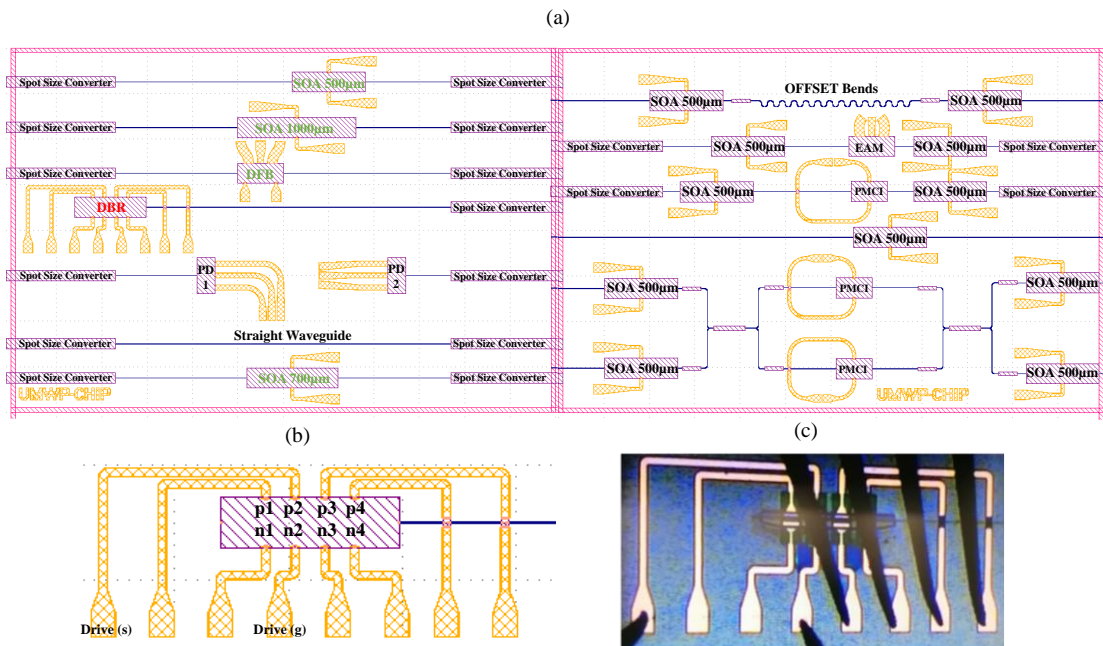 (a)
Spot Size Converter SOA 500µm Spot Size Converter
SOA 1000µm
Spot Size Converter Spot Size Converter
DFB
Spot Size Converter Spot Size Converter
DBR
Spot Size Converter
PD
1
PD
2
Spot Size Converter Spot Size Converter
Straight Waveguide
Spot Size Converter Spot Size Converter
SOA 700µm
Spot Size Converter Spot Size Converter
UMWP-CHIP
OFFSET Bends
SOA 500µm SOA 500µm
Spot Size Converter SOA 500µm EAM SOA 500µm Spot Size Converter
Spot Size Converter SOA 500µm PMCI SOA 500µm Spot Size Converter
SOA 500µm
SOA 500µm PMCI SOA 500µm
SOA 500µm PMCI SOA 500µm
UMWP-CHIP
(b)
p1 p2 p3 p4
n1 n2 n3 n4
Drive (s) Drive (g)
(c)